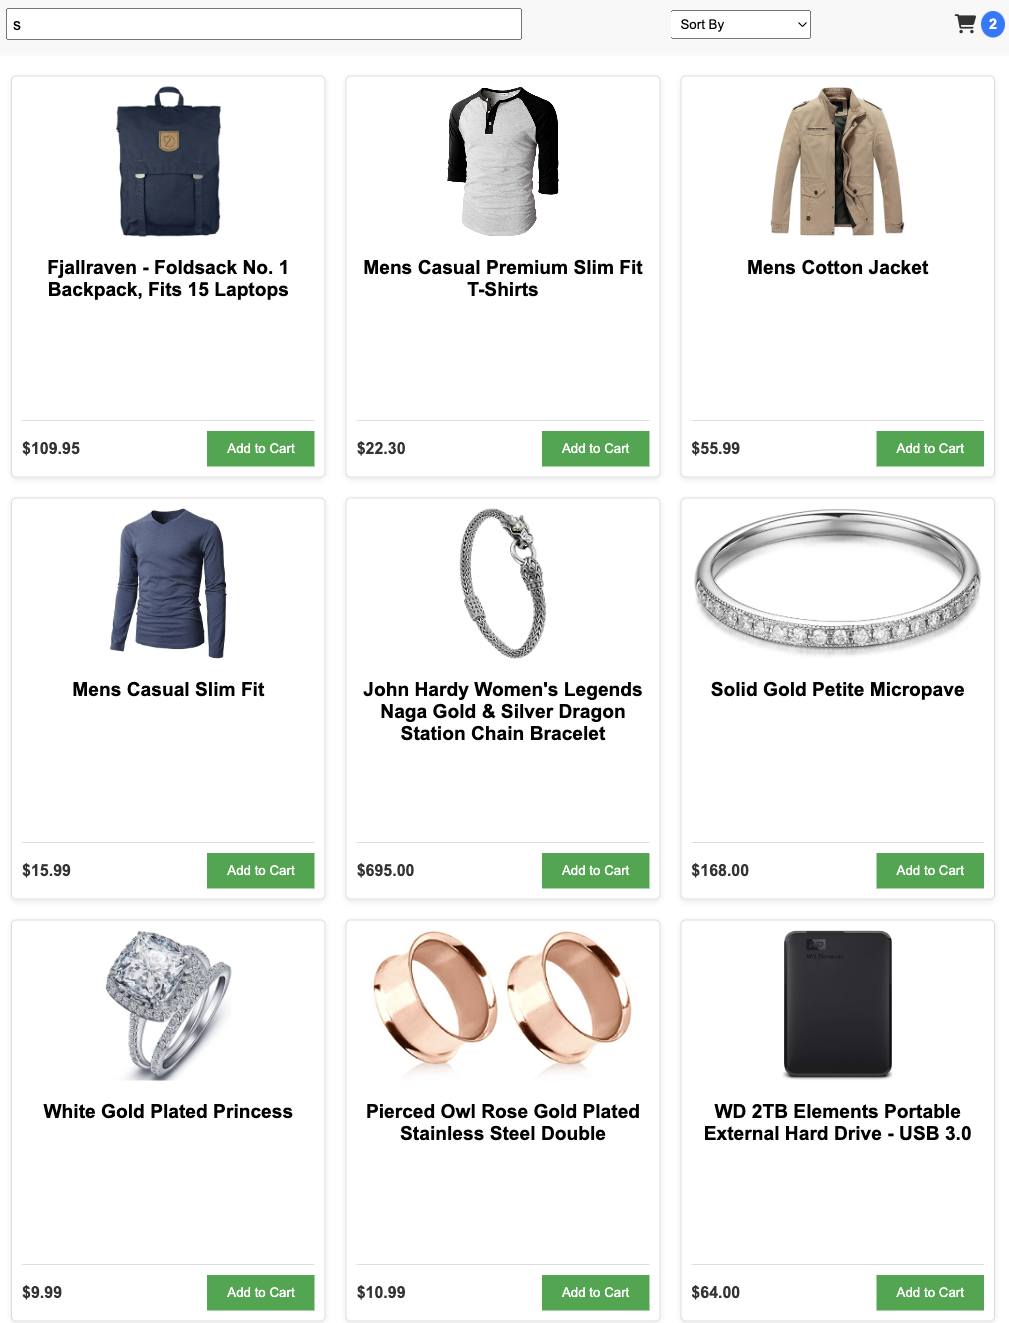 s
Sort By
2
Fjallraven - Foldsack No. 1
Backpack, Fits 15 Laptops
$109.95
Add to Cart
Mens Casual Premium Slim Fit
T-Shirts
$22.30
Add to Cart
Mens Cotton Jacket
$55.99
Add to Cart
Mens Casual Slim Fit
$15.99
Add to Cart
John Hardy Women's Legends
Naga Gold & Silver Dragon
Station Chain Bracelet
$695.00
Add to Cart
Solid Gold Petite Micropave
$168.00
Add to Cart
White Gold Plated Princess
$9.99
Add to Cart
Pierced Owl Rose Gold Plated
Stainless Steel Double
$10.99
Add to Cart
WD
WD Elements
WD 2TB Elements Portable
External Hard Drive - USB 3.0
$64.00
Add to Cart